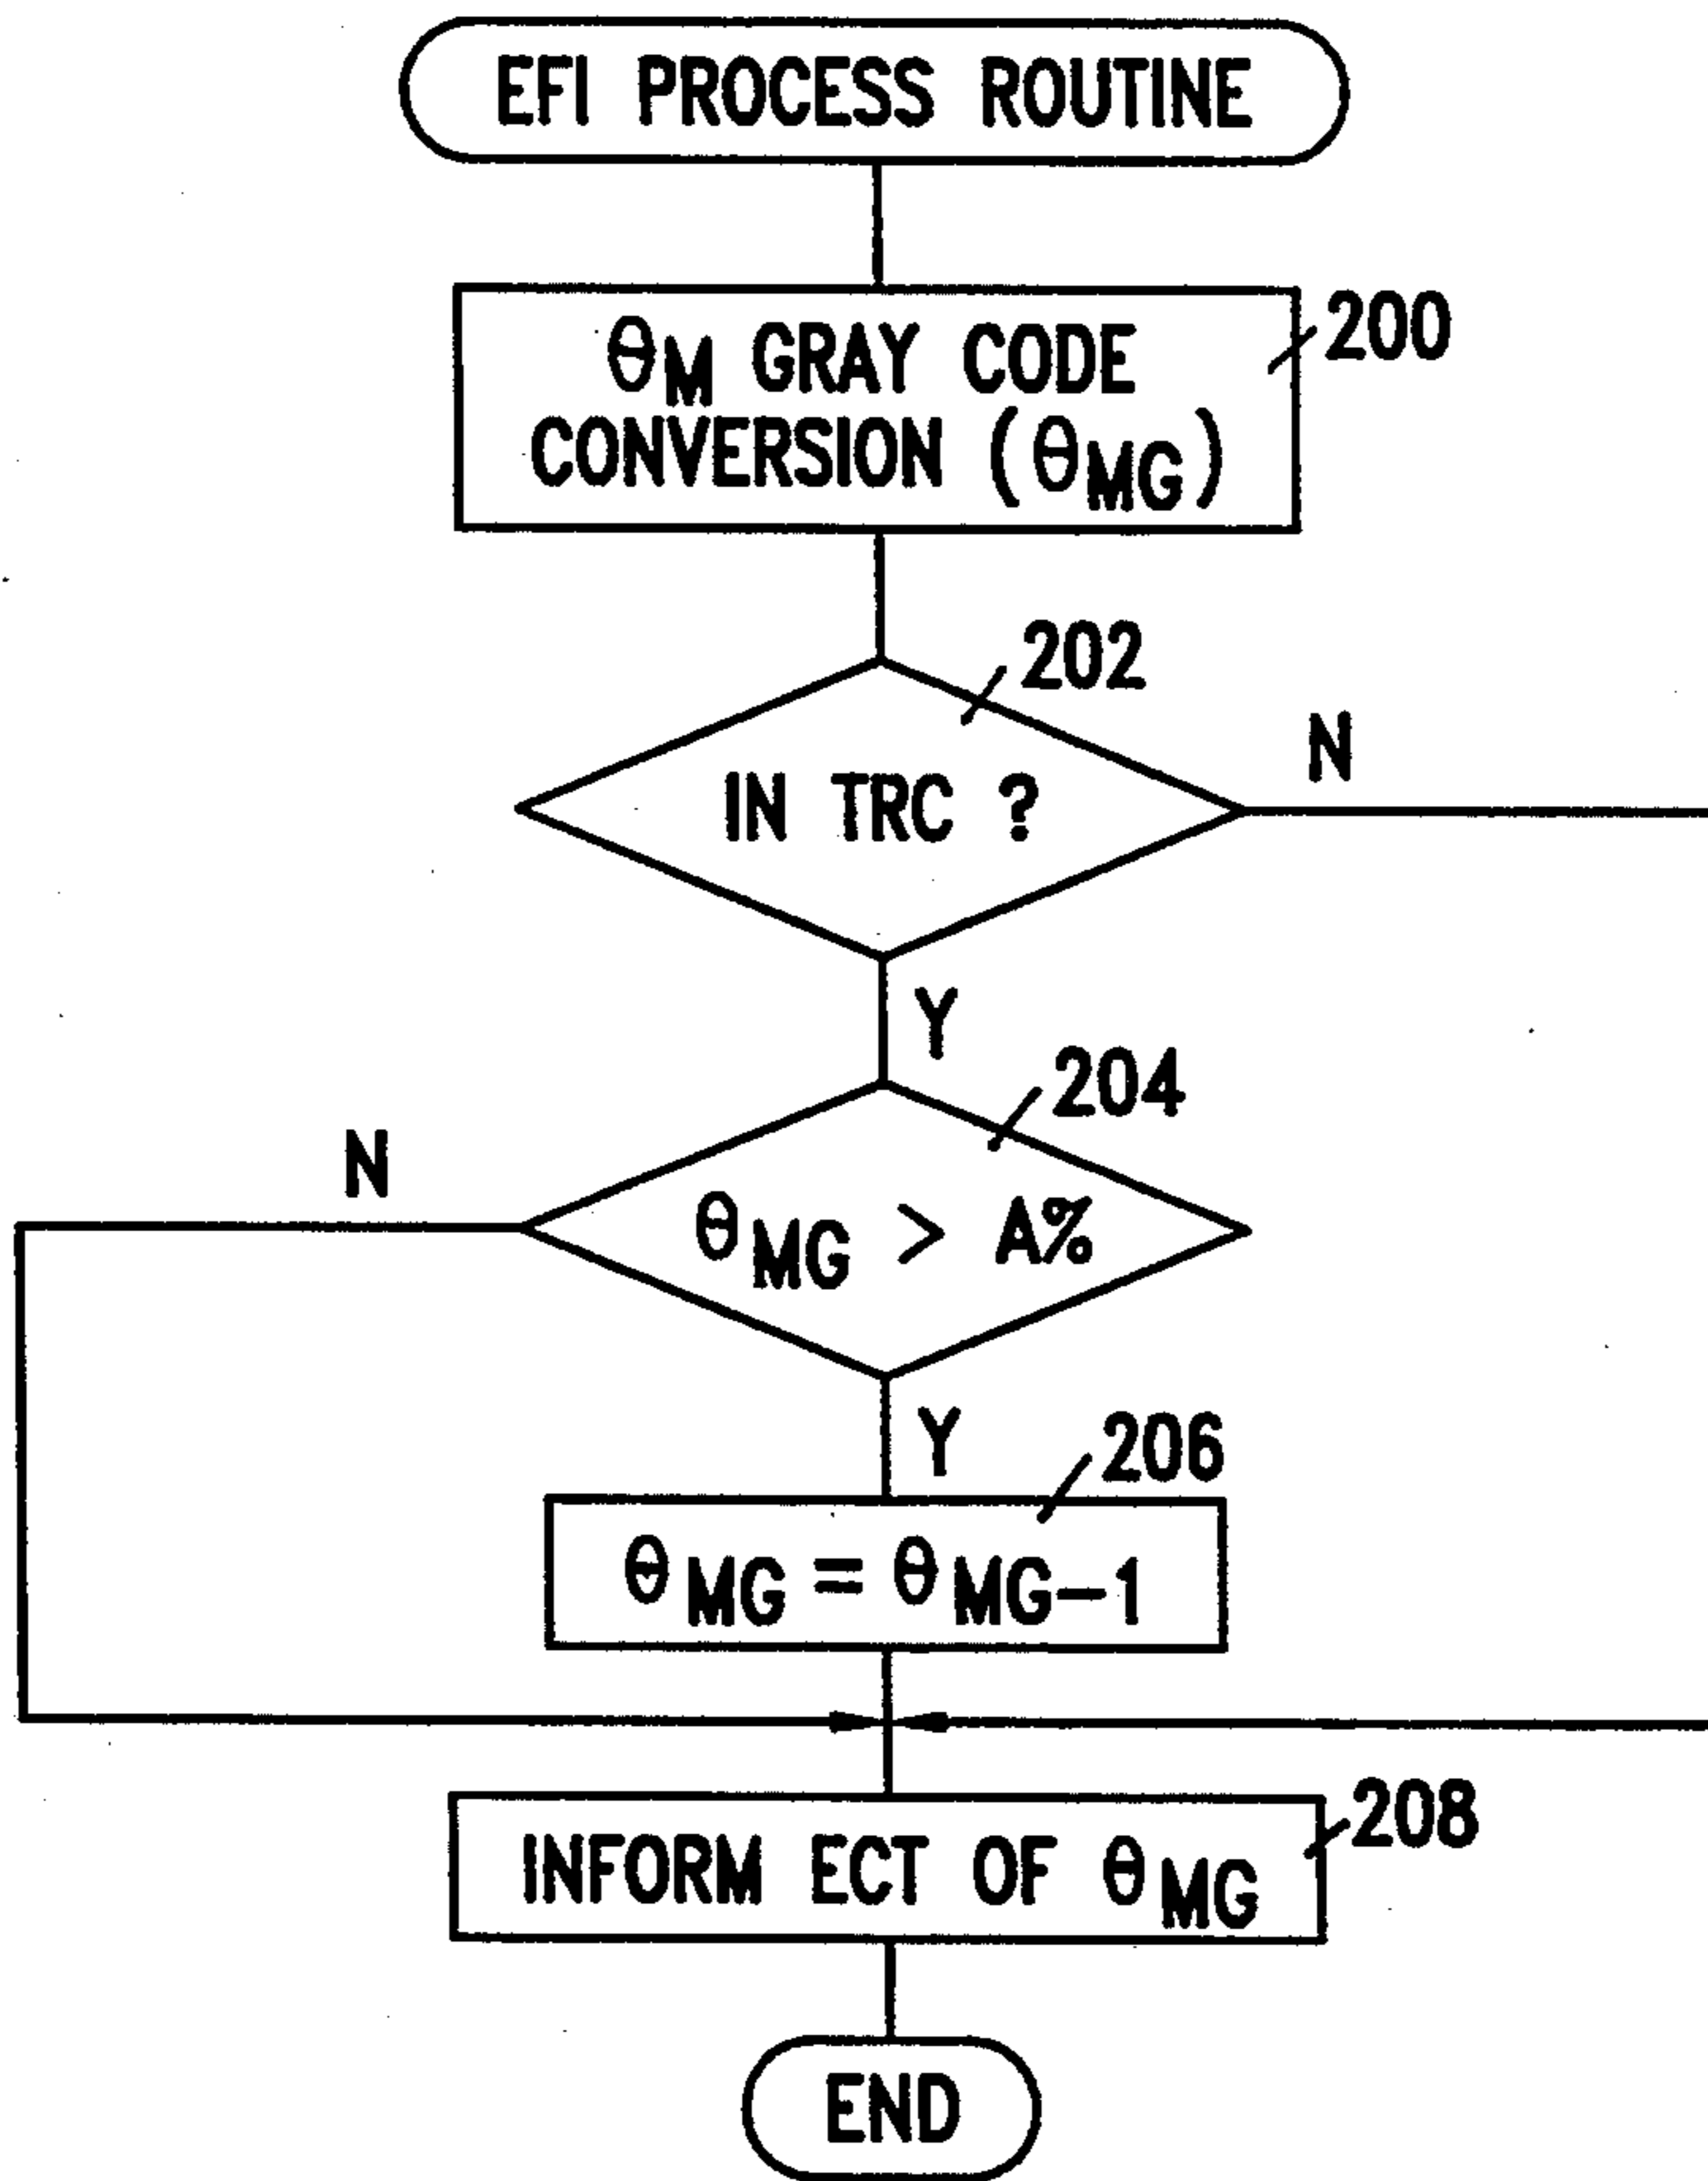 EFI PROCESS ROUTINE
θM GRAY CODE
CONVERSION (θMG)
200
202
IN TRC ?
N
Y
204
N
θMG > A%
Y
206
θMG = θMG-1
208
INFORM ECT OF θMG
END